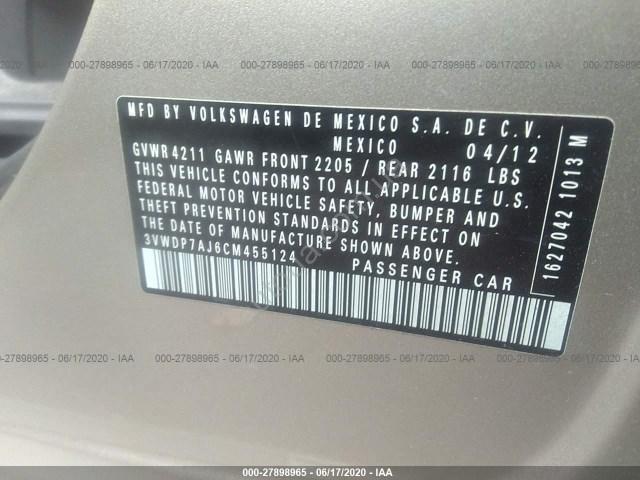 000-27898965 - 06/17/2020 - IAA 000-27898965 - 06/17/2020 - IAA 000-27898965 - 06/17/2020 - IAA
MFD BY VOLKSWAGEN DE MEXICO S.A. DE C.V.
MEXICO 04/12
GVWR 4211 GAWR FRONT 2205 / REAR 2116 LBS
THIS VEHICLE CONFORMS TO ALL APPLICABLE U.S.
FEDERAL MOTOR VEHICLE SAFETY, BUMPER AND
THEFT PREVENTION STANDARDS IN EFFECT ON
THE DATE OF MANUFACTURE SHOWN ABOVE.
3VWDP7AJ6CM455124 PASSENGER CAR
1627042 1013 M
000-27898965 - 06/17/2020 - IAA 000-27898965 - 06/17/2020 - IAA 000-27898965 - 06/17/2020 - IAA
000-27898965 - 06/17/2020 - IAA